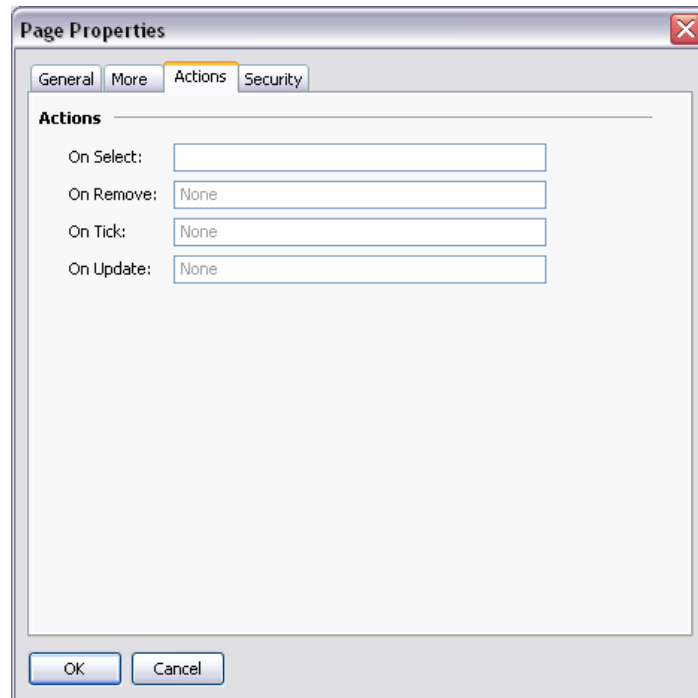 Page Properties
General More Actions Security
Actions
On Select:
On Remove: None
On Tick: None
On Update: None
OK Cancel